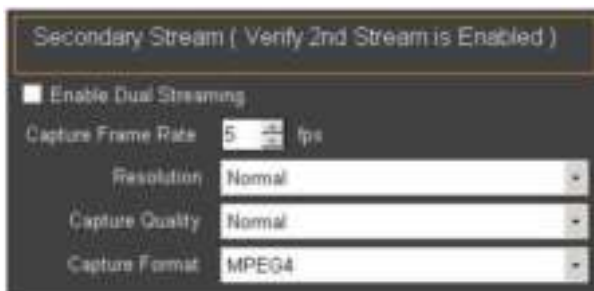 Secondary Stream ( Verify 2nd Stream is Enabled )
Enable Dual Streaming
Capture Frame Rate 5 fps
Resolution Normal
Capture Quality Normal
Capture Format MPEG4